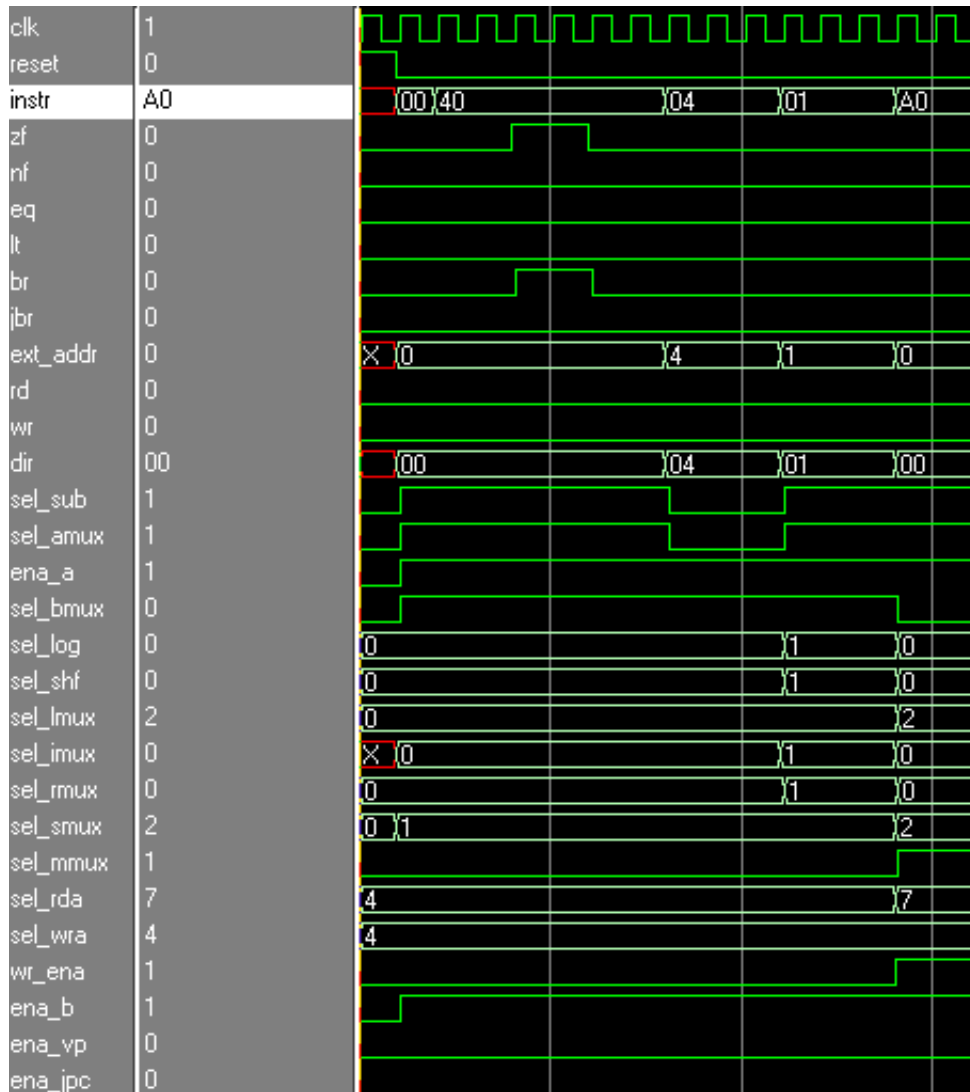 clk 1
reset 0
instr A0 00 40 04 01 A0
zf 0
nf 0
eq 0
lt 0
br 0
jbr 0
ext_addr 0 X 0 4 1 0
rd 0
wr 0
dir 00 00 04 01 00
sel_sub 1
sel_amux 1
ena_a 1
sel_bmux 0
sel_log 0 0 1 0
sel_shf 0 0 1 0
sel_lmux 2 0 2
sel_imux 0 X 0 1 0
sel_rmux 0 0 1 0
sel_smux 2 0 1 2
sel_mmux 1
sel_rda 7 4 7
sel_wra 4 4
wr_ena 1
ena_b 1
ena_vp 0
ena_jpc 0